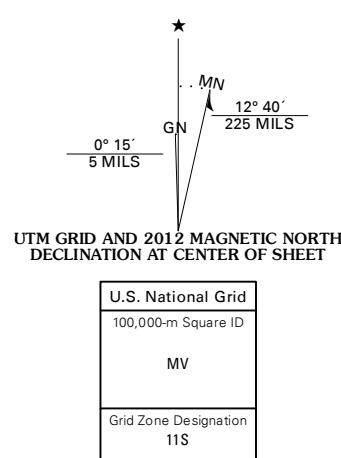 ★
MN
GN
12° 40´
225 MILS
0° 15´
5 MILS
UTM GRID AND 2012 MAGNETIC NORTH
DECLINATION AT CENTER OF SHEET
U.S. National Grid
100,000-m Square ID
MV
Grid Zone Designation
11S